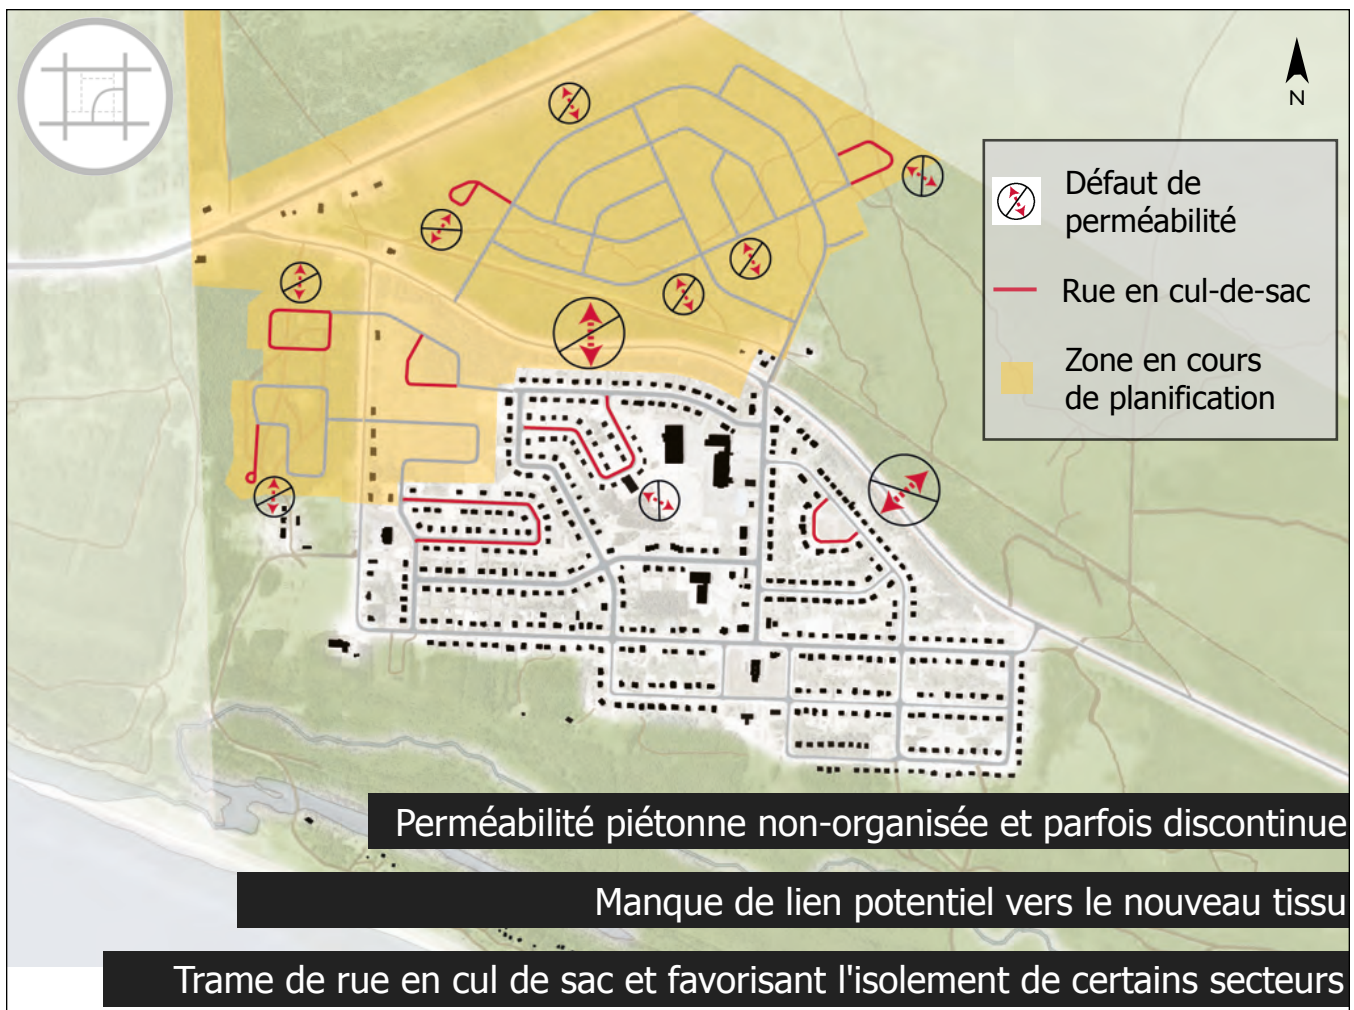 N
Défaut de
perméabilité
Rue en cul-de-sac
Zone en cours
de planification
Perméabilité piétonne non-organisée et parfois discontinue
Manque de lien potentiel vers le nouveau tissu
Trame de rue en cul de sac et favorisant l'isolement de certains secteurs